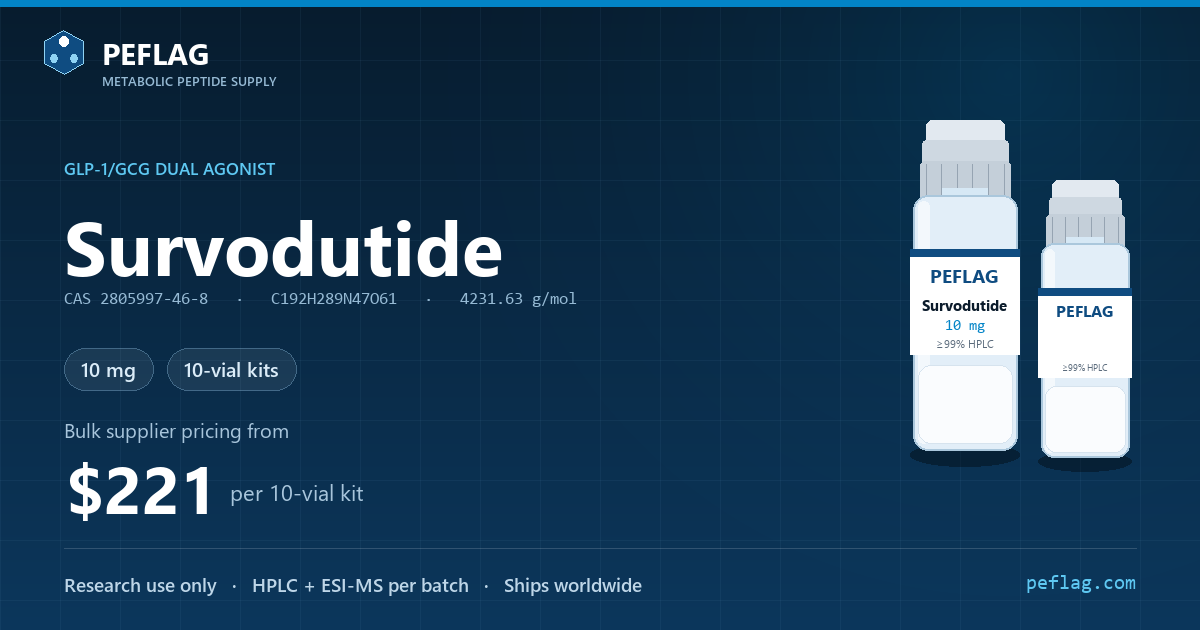 PEFLAG
METABOLIC PEPTIDE SUPPLY
GLP-1/GCG DUAL AGONIST
Survodutide
CAS 2805997-46-8 · C192H289N47O61 · 4231.63 g/mol
10 mg
10-vial kits
Bulk supplier pricing from
$221 per 10-vial kit
Research use only · HPLC + ESI-MS per batch · Ships worldwide
peflag.com
PEFLAG
Survodutide
10 mg
≥99% HPLC
PEFLAG
≥99% HPLC